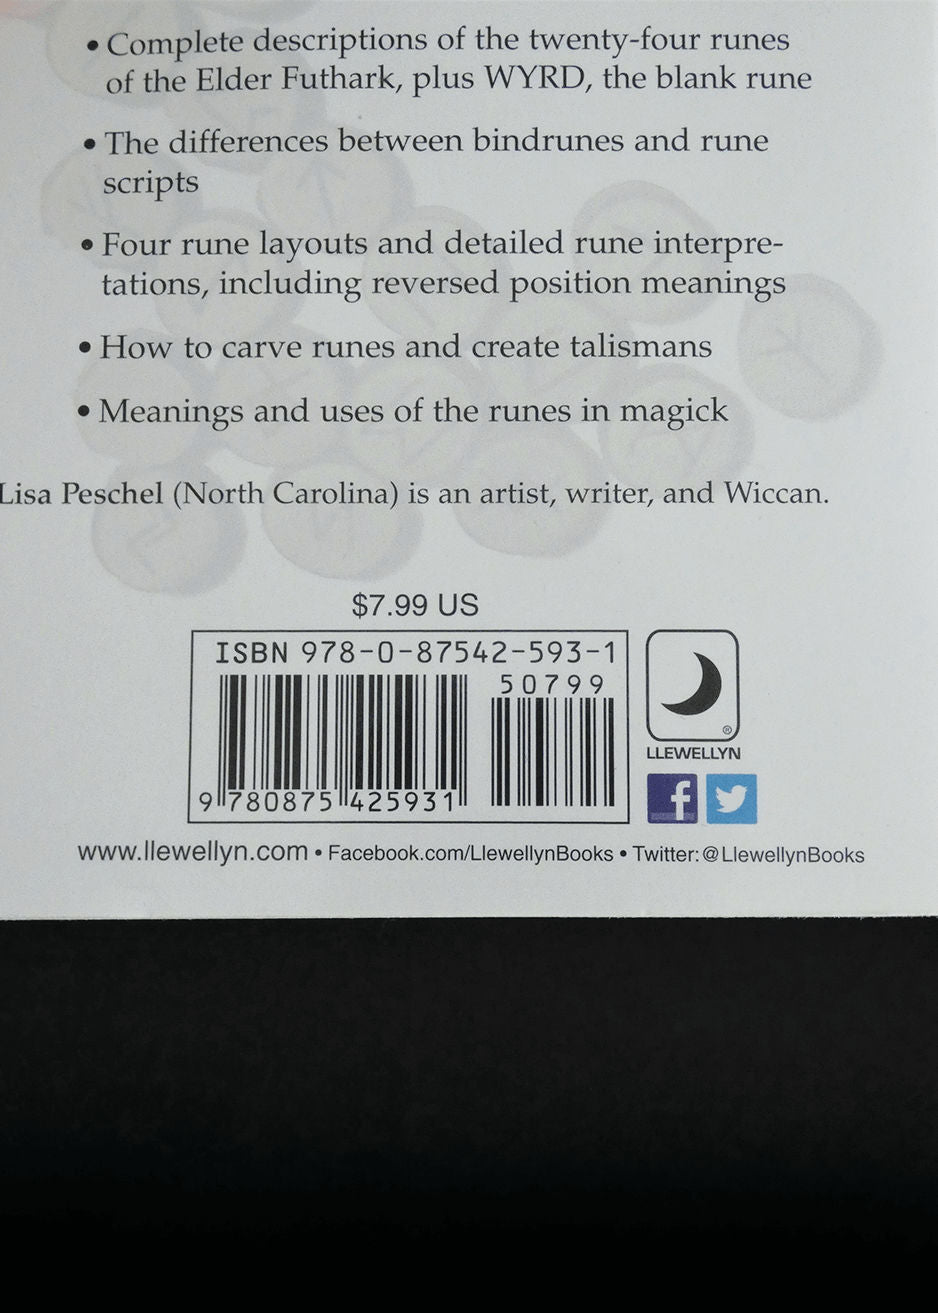 • Complete descriptions of the twenty-four runes
of the Elder Futhark, plus WYRD, the blank rune
• The differences between bindrunes and rune
scripts
• Four rune layouts and detailed rune interpre-
tations, including reversed position meanings
• How to carve runes and create talismans
• Meanings and uses of the runes in magick
Lisa Peschel (North Carolina) is an artist, writer, and Wiccan.
$7.99 US
ISBN 978-0-87542-593-1
50799
9 780875 425931
®
LLEWELLYN
f
www.llewellyn.com • Facebook.com/LlewellynBooks • Twitter: @LlewellynBooks